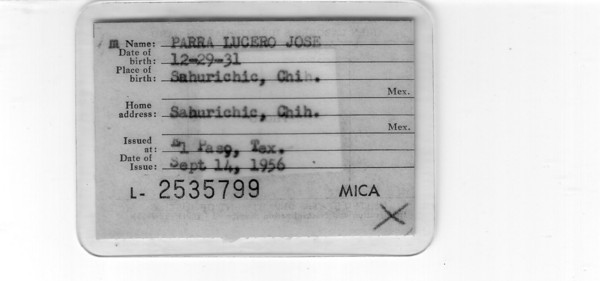 m Name: PARRA LUCERO JOSE
Date of birth: 12-29-31
Place of birth: Sahurichic, Chih.
Mex.
Home address: Sahurichic, Chih.
Mex.
Issued at: El Paso, Tex.
Date of Issue: Sept 14, 1956
L- 2535799 MICA